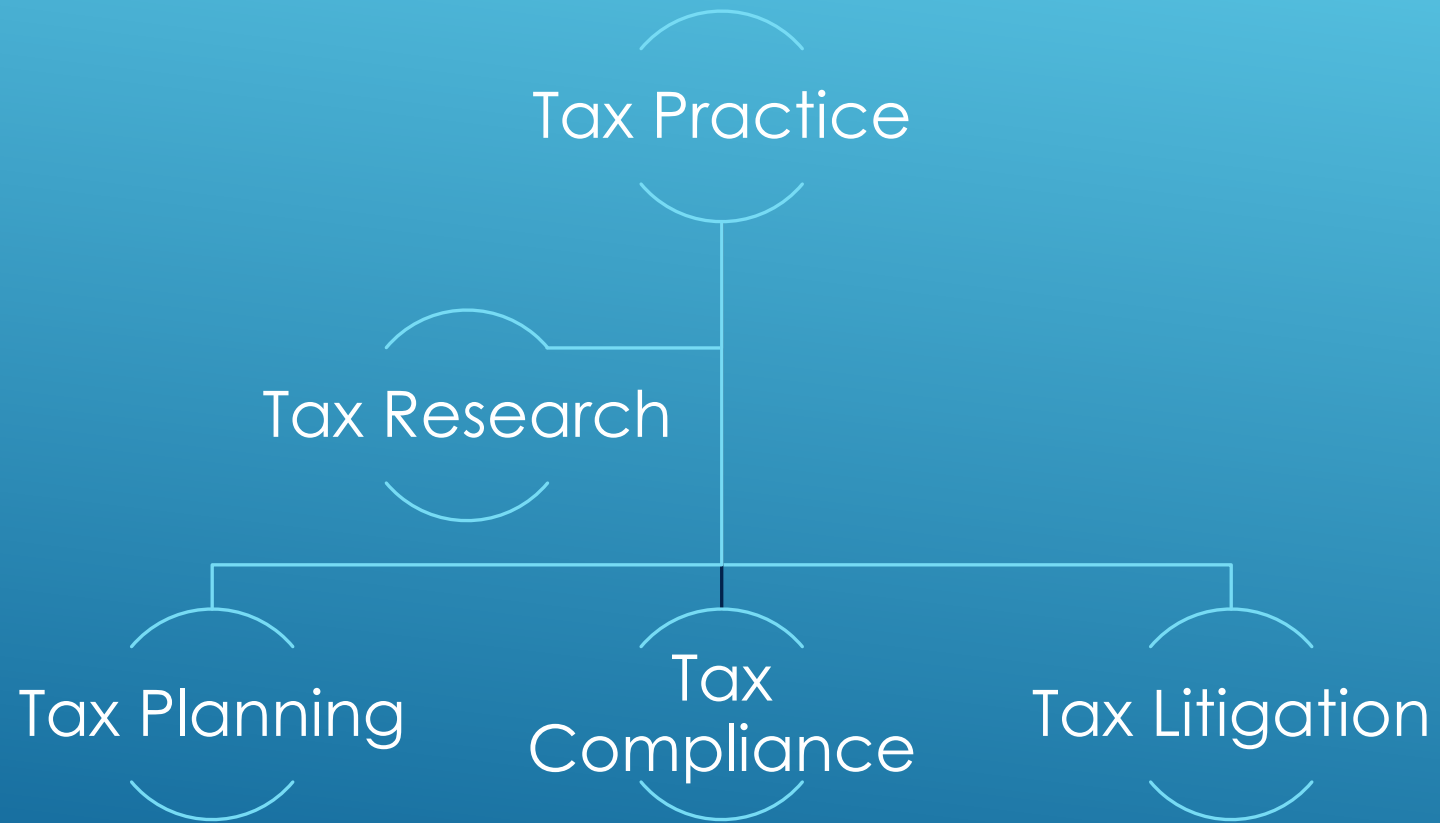 Tax Practice
Tax Research
Tax Planning
Tax
Compliance
Tax Litigation